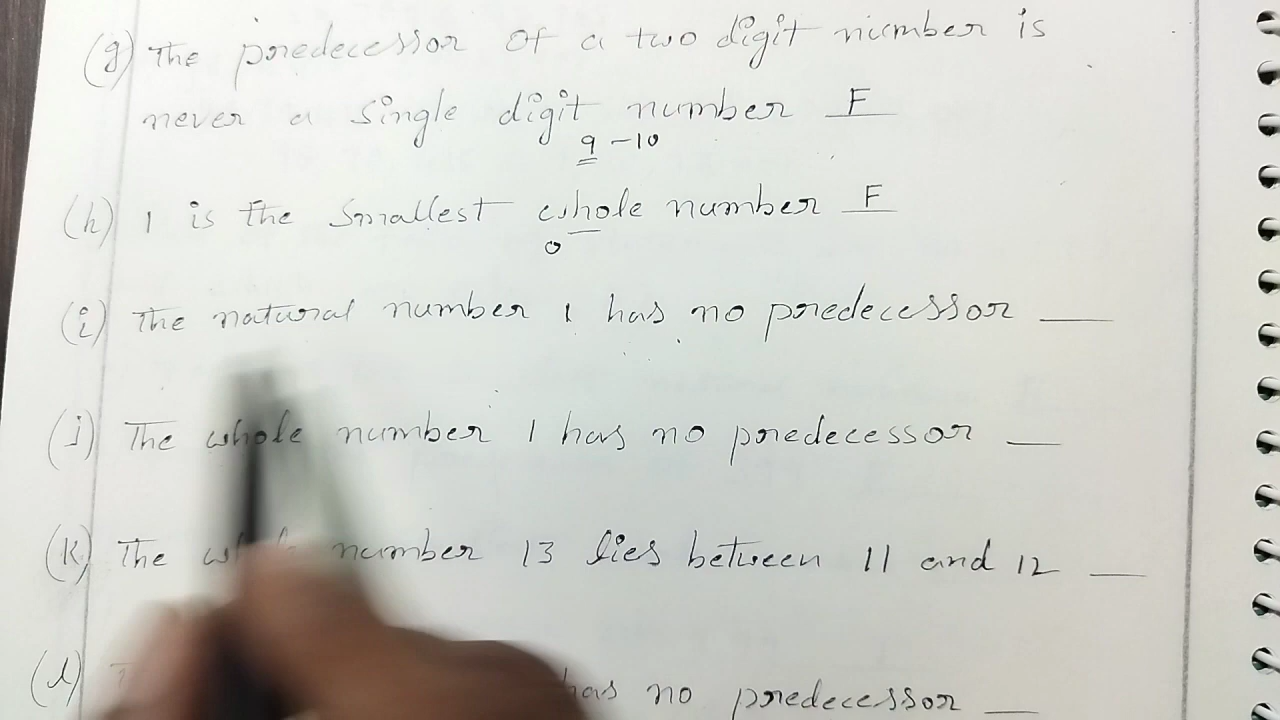 (g) The predecessor of a two digit number is
never a single digit number F
9 - 10
(h) 1 is the smallest whole number F
0
(i) The natural number 1 has no predecessor
(j) The whole number 1 has no predecessor
(k) The number 13 lies between 11 and 12
(l) has no predecessor